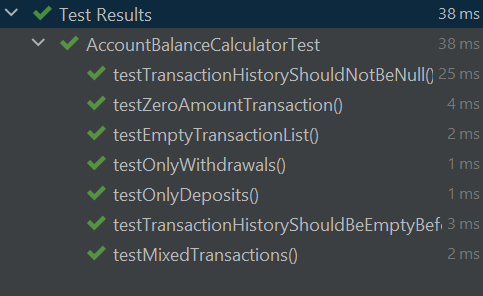 Test Results 38 ms
AccountBalanceCalculatorTest 38 ms
testTransactionHistoryShouldNotBeNull() 25 ms
testZeroAmountTransaction() 4 ms
testEmptyTransactionList() 2 ms
testOnlyWithdrawals() 1 ms
testOnlyDeposits() 1 ms
testTransactionHistoryShouldBeEmptyBef 3 ms
testMixedTransactions() 2 ms